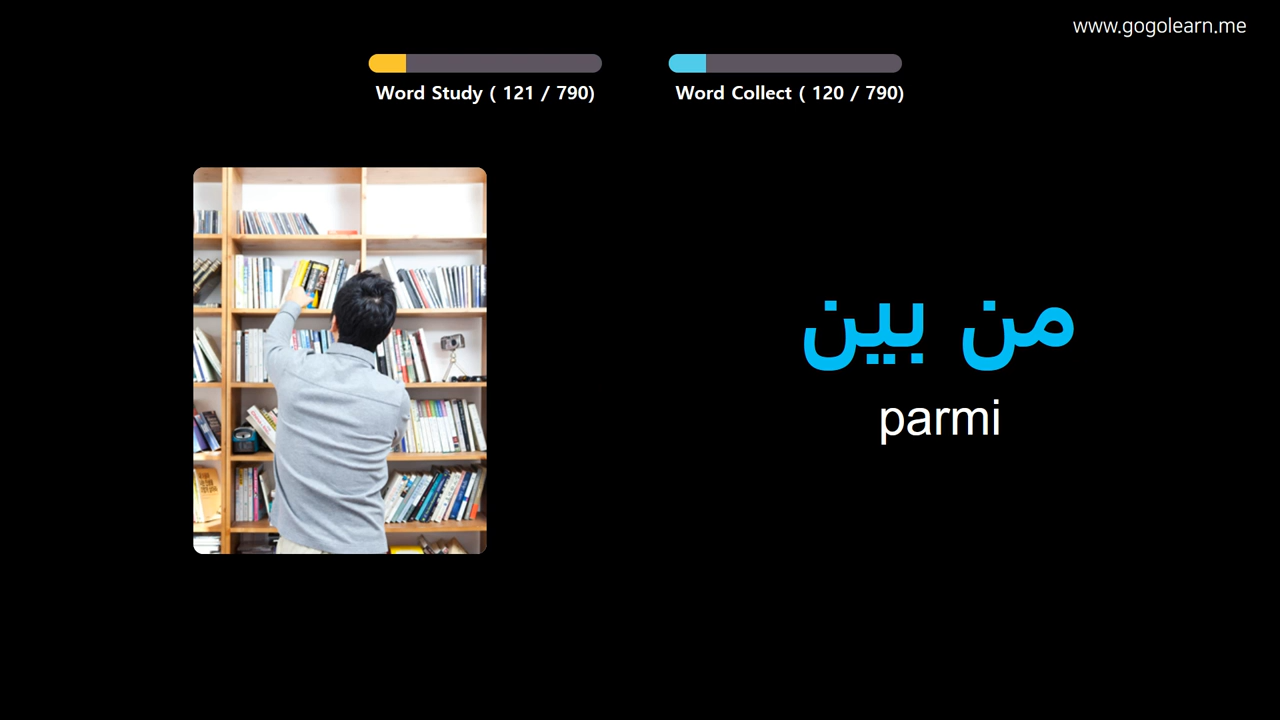 www.gogolearn.me
Word Study ( 121 / 790)
Word Collect ( 120 / 790)
من بين
parmi